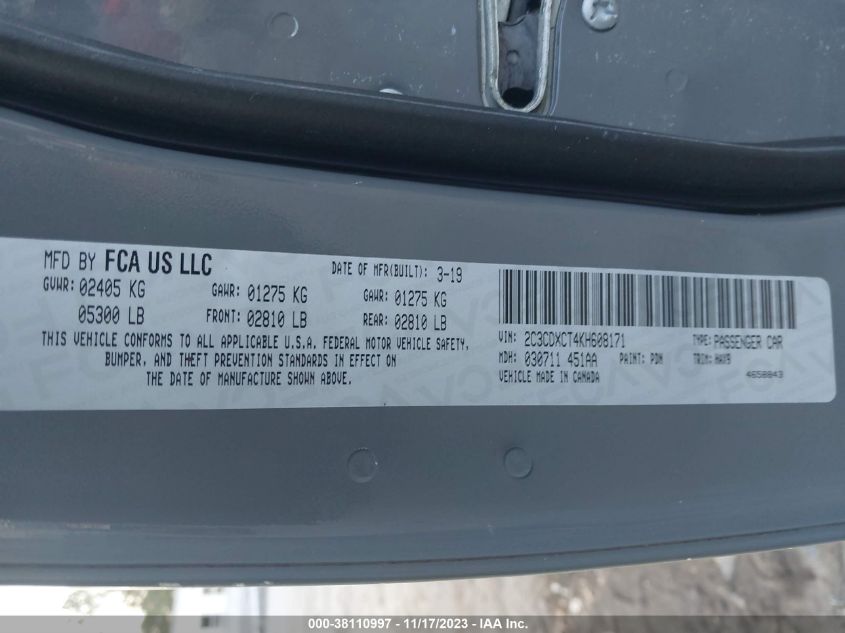 MFD BY FCA US LLC
DATE OF MFR(BUILT): 3-19
GVWR: 02405 KG GAWR: 01275 KG GAWR: 01275 KG
05300 LB FRONT: 02810 LB REAR: 02810 LB
THIS VEHICLE CONFORMS TO ALL APPLICABLE U.S.A. FEDERAL MOTOR VEHICLE SAFETY,
BUMPER, AND THEFT PREVENTION STANDARDS IN EFFECT ON
THE DATE OF MANUFACTURE SHOWN ABOVE.
VIN: 2C3CDXCT4KH608171 TYPE: PASSENGER CAR
MDH: 030711 451AA PAINT: PDN TRIM: HAX9
VEHICLE MADE IN CANADA 4658843
000-38110997 - 11/17/2023 - IAA Inc.